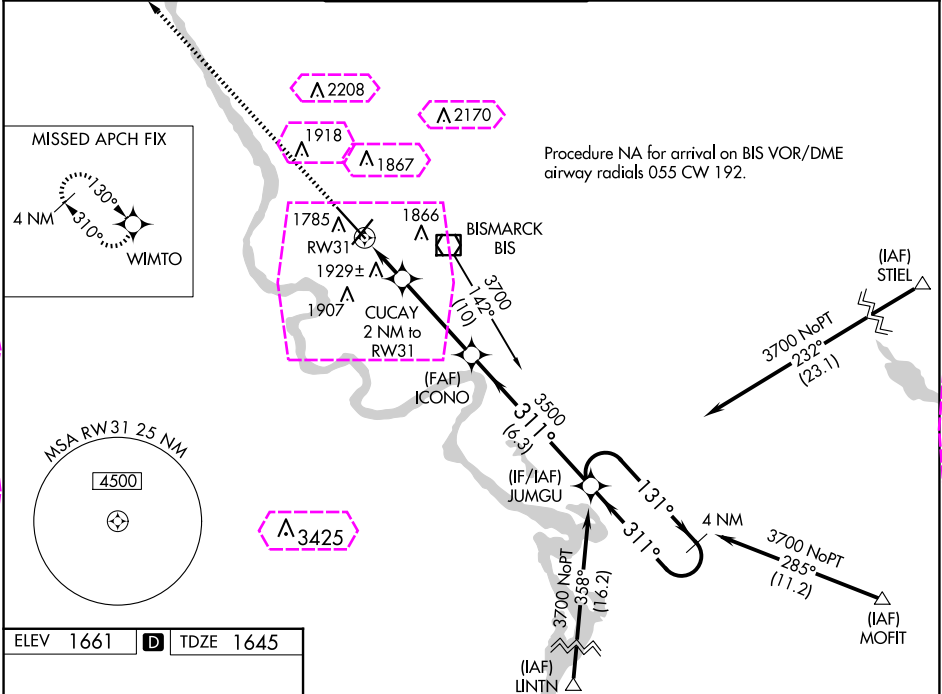 2208
2170
1918
1867
MISSED APCH FIX
130°
4 NM
310°
WIMTO
Procedure NA for arrival on BIS VOR/DME
airway radials 055 CW 192.
1785
1866
RW31
BISMARCK
BIS
1929±
1907
CUCAY
2 NM to
RW31
3700
142°
(10)
(IAF)
STIEL
3700 NoPT
232°
(23.1)
(FAF)
ICONO
3500
311°
(6.3)
MSA RW31 25 NM
4500
(IF/IAF)
JUMGU
131°
311°
4 NM
3425
3700 NoPT
358°
(16.2)
3700 NoPT
285°
(11.2)
(IAF)
MOFIT
(IAF)
LINTN
ELEV 1661 D TDZE 1645